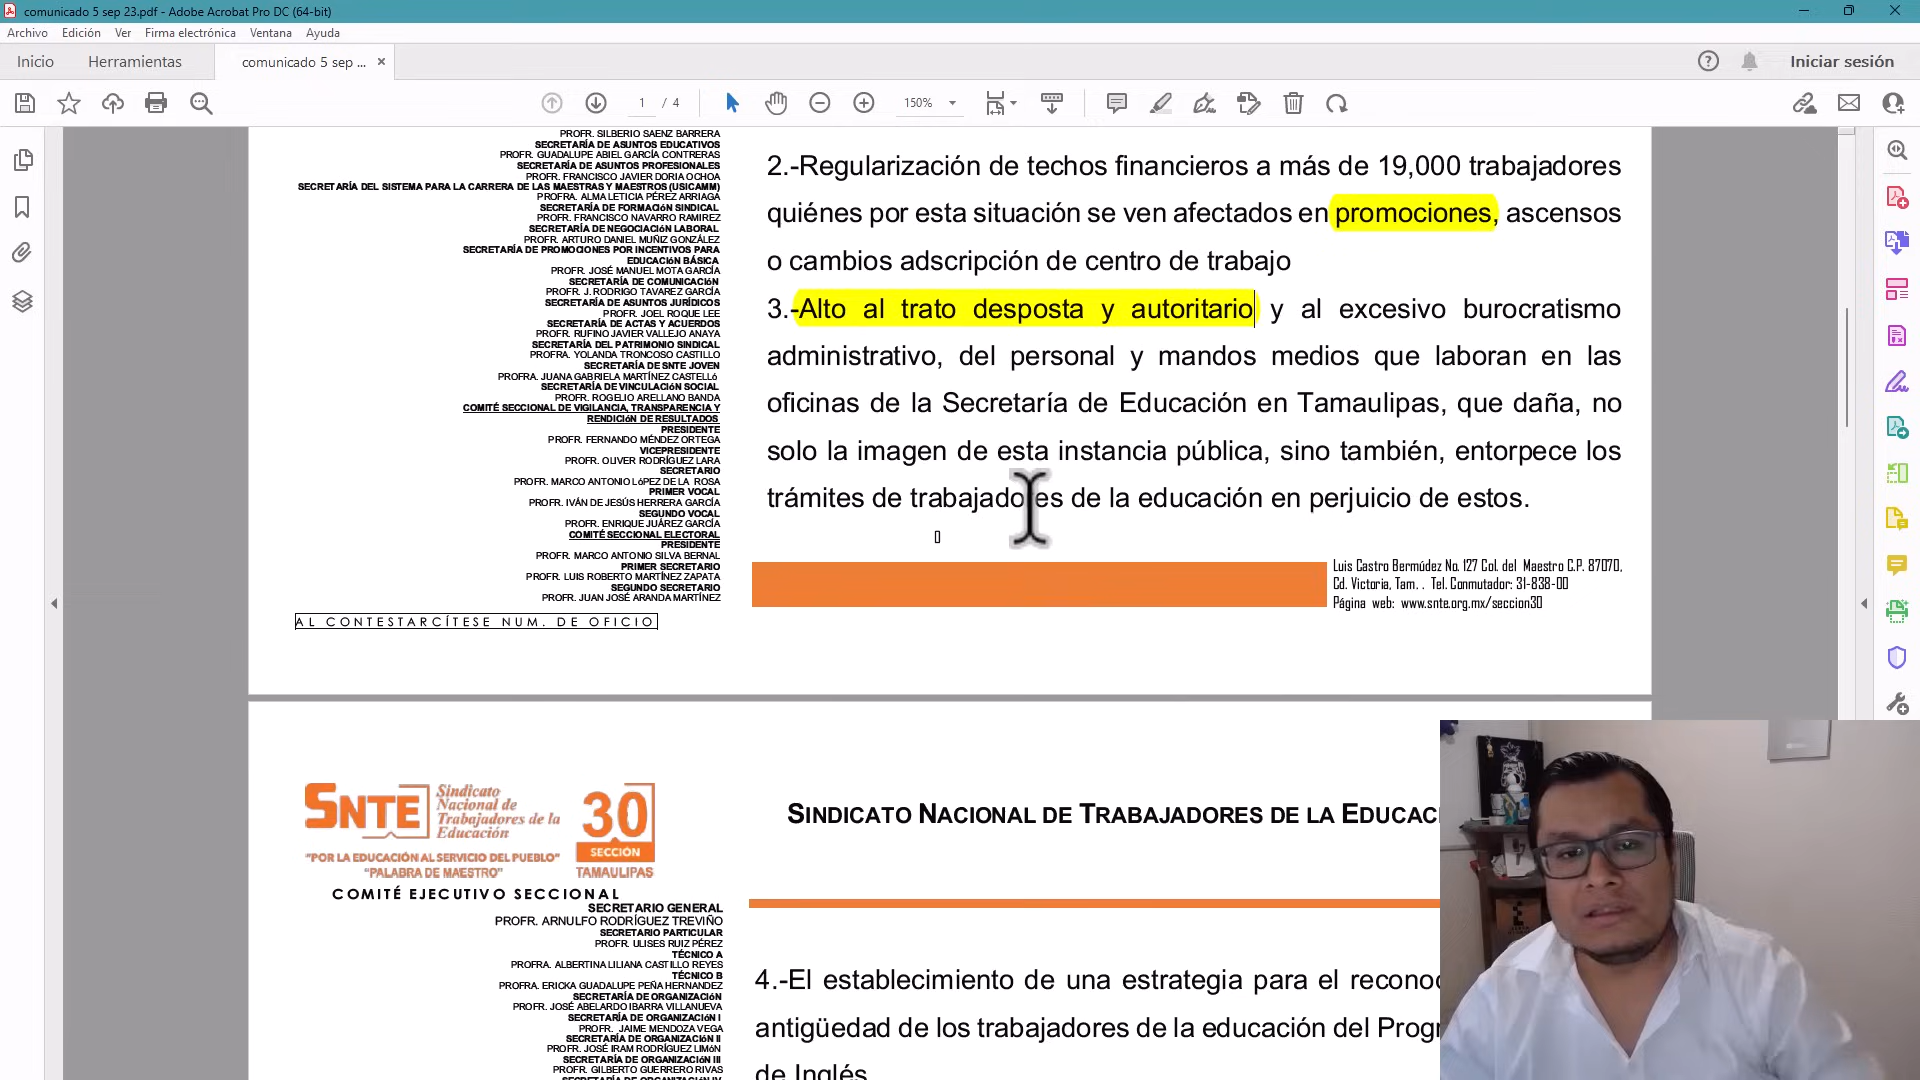 comunicado 5 sep 23.pdf - Adobe Acrobat Pro DC (64-bit)
Archivo Edición Ver Firma electrónica Ventana Ayuda
Inicio Herramientas comunicado 5 sep ... Iniciar sesión
1 / 4 150%
PROFR. SILBERIO SAENZ BARRERA
SECRETARÍA DE ASUNTOS EDUCATIVOS
PROFR. GUADALUPE ABIEL GARCÍA CONTRERAS
SECRETARÍA DE ASUNTOS PROFESIONALES
PROFR. FRANCISCO JAVIER DORIA OCHOA
SECRETARÍA DEL SISTEMA PARA LA CARRERA DE LAS MAESTRAS Y MAESTROS (USICAMM)
PROFRA. ALMA LETICIA PÉREZ ARRIAGA
SECRETARÍA DE FORMACIóN SINDICAL
PROFR. FRANCISCO NAVARRO RAMIREZ
SECRETARÍA DE NEGOCIACIóN LABORAL
PROFR. ARTURO DANIEL MUÑIZ GONZÁLEZ
SECRETARÍA DE PROMOCIONES POR INCENTIVOS PARA
EDUCACIóN BÁSICA
PROFR. JOSÉ MANUEL MOTA GARCÍA
SECRETARÍA DE COMUNICACIóN
PROFR. J. RODRIGO TAVAREZ GARCÍA
SECRETARÍA DE ASUNTOS JURÍDICOS
PROFR. JOEL ROQUE LEE
SECRETARÍA DE ACTAS Y ACUERDOS
PROFR. RUFINO JAVIER VALLEJO ANAYA
SECRETARÍA DEL PATRIMONIO SINDICAL
PROFRA. YOLANDA TRONCOSO CASTILLO
SECRETARÍA DE SNTE JOVEN
PROFRA. JUANA GABRIELA MARTÍNEZ CASTELLó
SECRETARÍA DE VINCULACIóN SOCIAL
PROFR. ROGELIO ARELLANO BANDA
COMITÉ SECCIONAL DE VIGILANCIA, TRANSPARENCIA Y
RENDICIóN DE RESULTADOS
PRESIDENTE
PROFR. FERNANDO MÉNDEZ ORTEGA
VICEPRESIDENTE
PROFR. OLIVER RODRÍGUEZ LARA
SECRETARIO
PROFR. MARCO ANTONIO LóPEZ DE LA ROSA
PRIMER VOCAL
PROFR. IVÁN DE JESÚS HERRERA GARCÍA
SEGUNDO VOCAL
PROFR. ENRIQUE JUÁREZ GARCÍA
COMITÉ SECCIONAL ELECTORAL
PRESIDENTE
PROFR. MARCO ANTONIO SILVA BERNAL
PRIMER SECRETARIO
PROFR. LUIS ROBERTO MARTÍNEZ ZAPATA
SEGUNDO SECRETARIO
PROFR. JUAN JOSÉ ARANDA MARTÍNEZ
AL CONTESTARCÍTESE NUM. DE OFICIO
2.-Regularización de techos financieros a más de 19,000 trabajadores
quiénes por esta situación se ven afectados en promociones, ascensos
o cambios adscripción de centro de trabajo
3.-Alto al trato desposta y autoritario y al excesivo burocratismo
administrativo, del personal y mandos medios que laboran en las
oficinas de la Secretaría de Educación en Tamaulipas, que daña, no
solo la imagen de esta instancia pública, sino también, entorpece los
trámites de trabajadores de la educación en perjuicio de estos.
Luis Castro Bermúdez No. 127 Col. del Maestro C.P. 87070,
Cd. Victoria, Tam. . Tel. Conmutador: 31-838-00
Página web: www.snte.org.mx/seccion30
SNTE Sindicato
Nacional de
Trabajadores de la
Educación
30
SECCIÓN
TAMAULIPAS
"POR LA EDUCACIÓN AL SERVICIO DEL PUEBLO"
"PALABRA DE MAESTRO"
COMITÉ EJECUTIVO SECCIONAL
SECRETARIO GENERAL
PROFR. ARNULFO RODRÍGUEZ TREVIÑO
SECRETARIO PARTICULAR
PROFR. ULISES RUIZ PÉREZ
TÉCNICO A
PROFRA. ALBERTINA LILIANA CASTILLO REYES
TÉCNICO B
PROFRA. ERICKA GUADALUPE PEÑA HERNANDEZ
SECRETARÍA DE ORGANIZACIóN
PROFR. JOSÉ ABELARDO IBARRA VILLANUEVA
SECRETARÍA DE ORGANIZACIóN I
PROFR. JAIME MENDOZA VEGA
SECRETARÍA DE ORGANIZACIóN II
PROFR. JOSÉ IRAM RODRÍGUEZ LIMóN
SECRETARÍA DE ORGANIZACIóN III
PROFR. GILBERTO GUERRERO RIVAS
SECRETARÍA DE ORGANIZACIóN IV
SINDICATO NACIONAL DE TRABAJADORES DE LA EDUCACI
4.-El establecimiento de una estrategia para el reconoc
antigüedad de los trabajadores de la educación del Progr
de Inglés